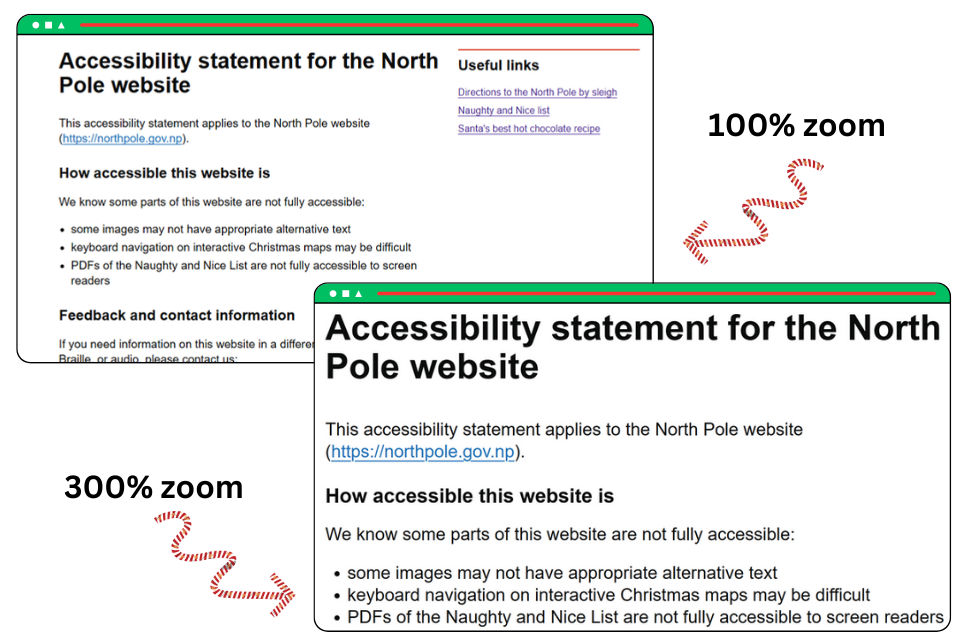 Accessibility statement for the North
Pole website
This accessibility statement applies to the North Pole website
(https://northpole.gov.np).
How accessible this website is
We know some parts of this website are not fully accessible:
• some images may not have appropriate alternative text
• keyboard navigation on interactive Christmas maps may be difficult
• PDFs of the Naughty and Nice List are not fully accessible to screen
readers
Feedback and contact information
If you need information on this website in a differen
Braille, or audio, please contact us:
Useful links
Directions to the North Pole by sleigh
Naughty and Nice list
Santa's best hot chocolate recipe
100% zoom
300% zoom
Accessibility statement for the North
Pole website
This accessibility statement applies to the North Pole website
(https://northpole.gov.np).
How accessible this website is
We know some parts of this website are not fully accessible:
• some images may not have appropriate alternative text
• keyboard navigation on interactive Christmas maps may be difficult
• PDFs of the Naughty and Nice List are not fully accessible to screen readers